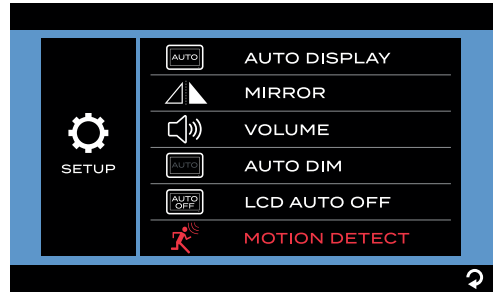 AUTO AUTO DISPLAY
MIRROR
VOLUME
SETUP
AUTO AUTO DIM
AUTO OFF LCD AUTO OFF
MOTION DETECT